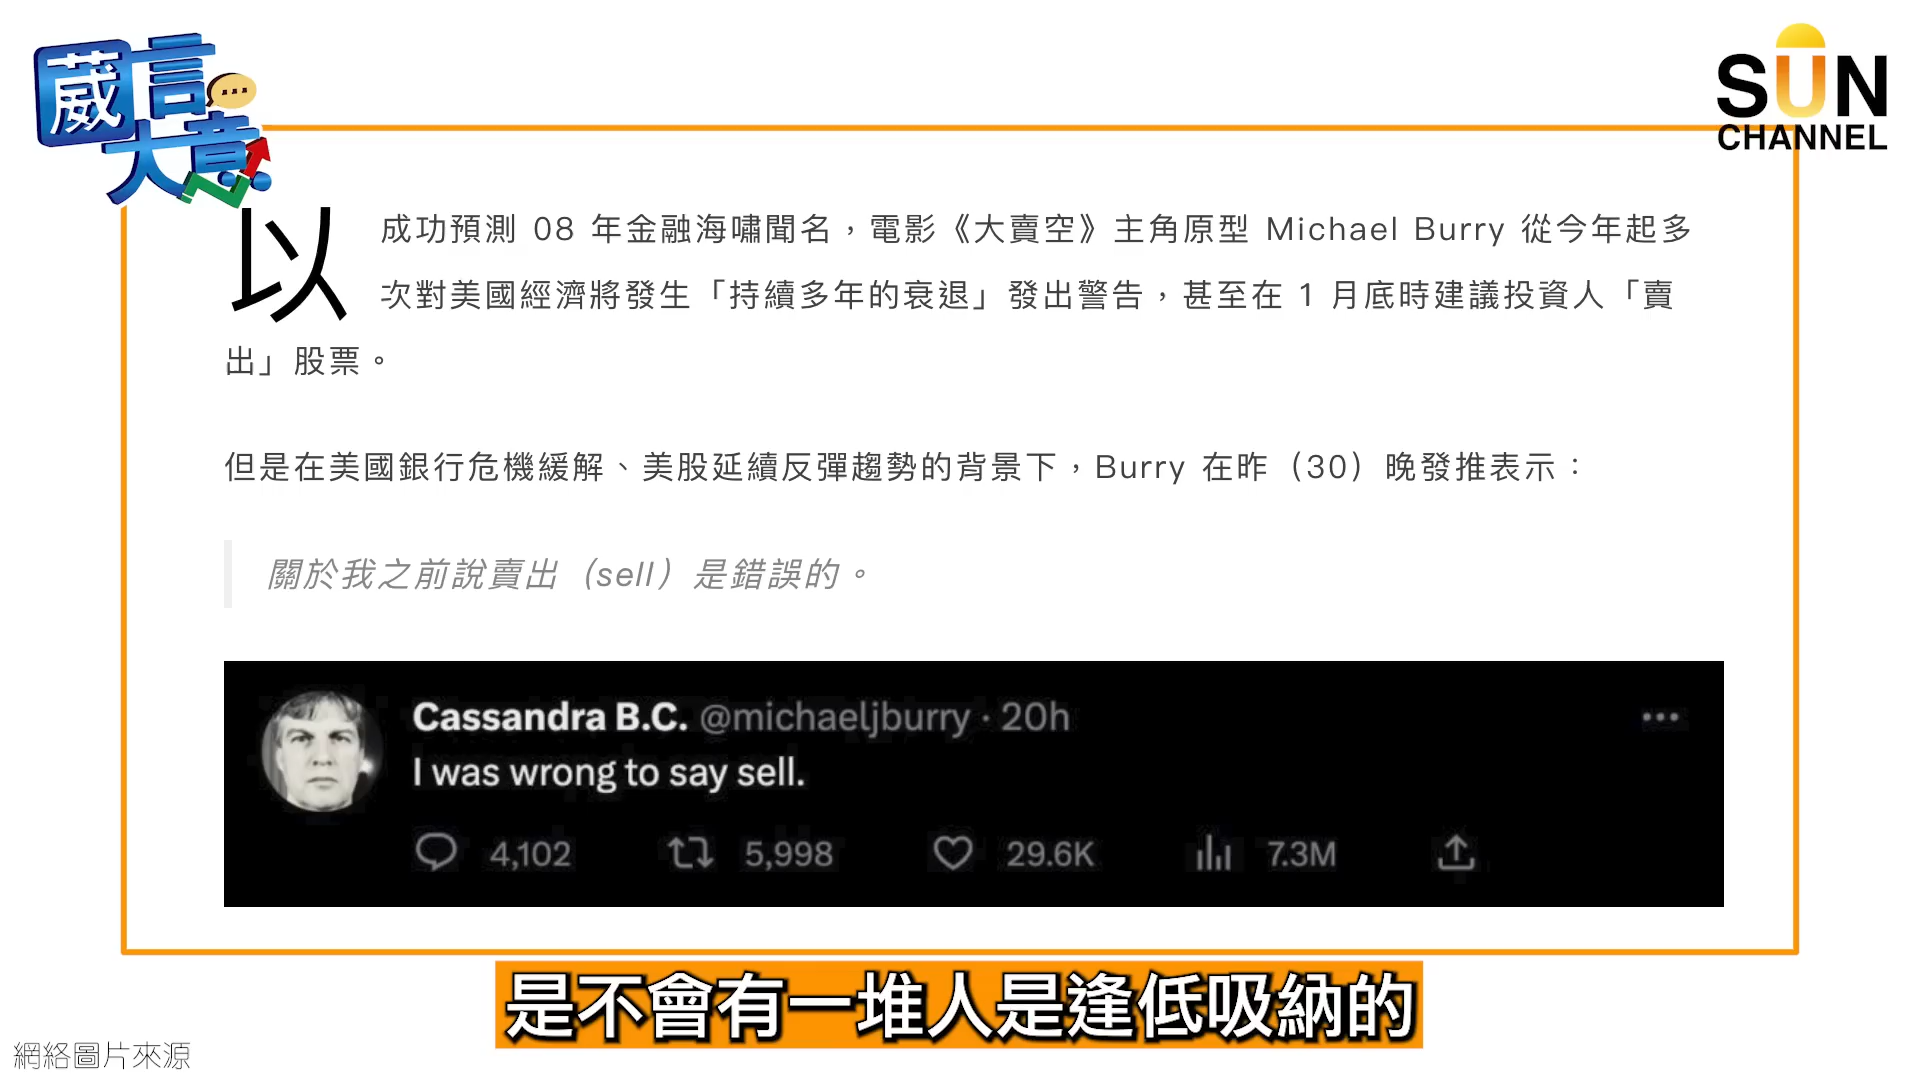 葳信
大意
SUN
CHANNEL
以成功預測 08 年金融海嘯聞名，電影《大賣空》主角原型 Michael Burry 從今年起多
次對美國經濟將發生「持續多年的衰退」發出警告，甚至在 1 月底時建議投資人「賣
出」股票。
但是在美國銀行危機緩解、美股延續反彈趨勢的背景下，Burry 在昨（30）晚發推表示：
關於我之前說賣出（sell）是錯誤的。
Cassandra B.C. @michaeljburry · 20h
I was wrong to say sell.
4,102 5,998 29.6K 7.3M
是不會有一堆人是逢低吸納的
網絡圖片來源